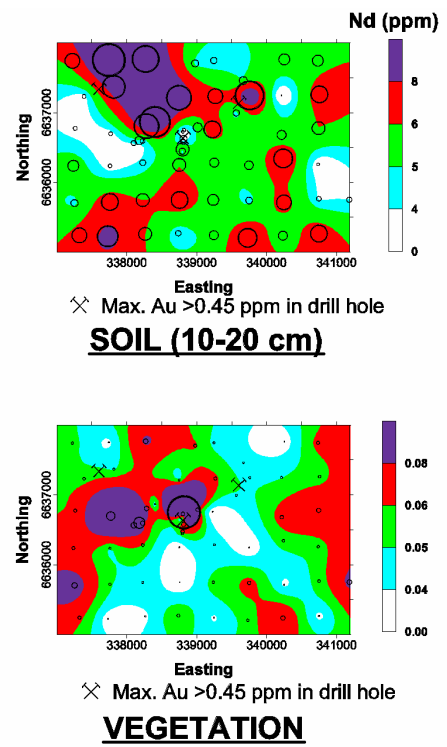 Nd (ppm)
8
6
5
4
0
Northing
6637000
6636000
338000 339000 340000 341000
Easting
Max. Au >0.45 ppm in drill hole
SOIL (10-20 cm)
0.08
0.06
0.05
0.04
0.00
Northing
6637000
6636000
338000 339000 340000 341000
Easting
Max. Au >0.45 ppm in drill hole
VEGETATION